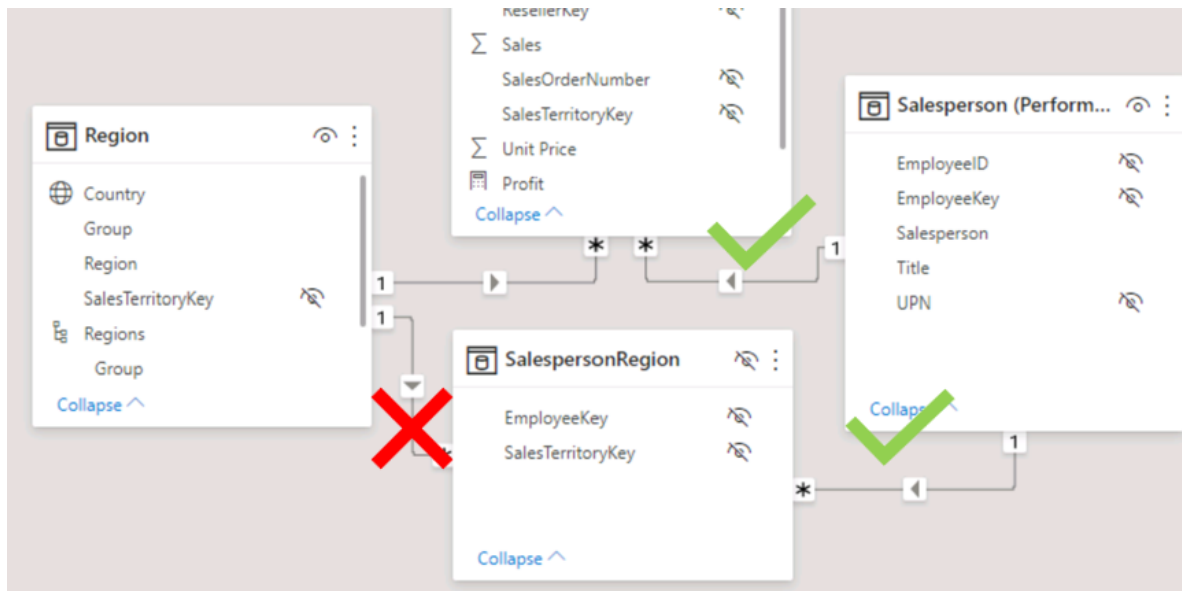 ResellerKey
Sales
SalesOrderNumber
SalesTerritoryKey
Unit Price
Profit
Collapse
Region
Country
Group
Region
SalesTerritoryKey
Regions
Group
Collapse
1
*
*
1
1
Salesperson (Perform...
EmployeeID
EmployeeKey
Salesperson
Title
UPN
Collapse
1
SalespersonRegion
EmployeeKey
SalesTerritoryKey
Collapse
*
*